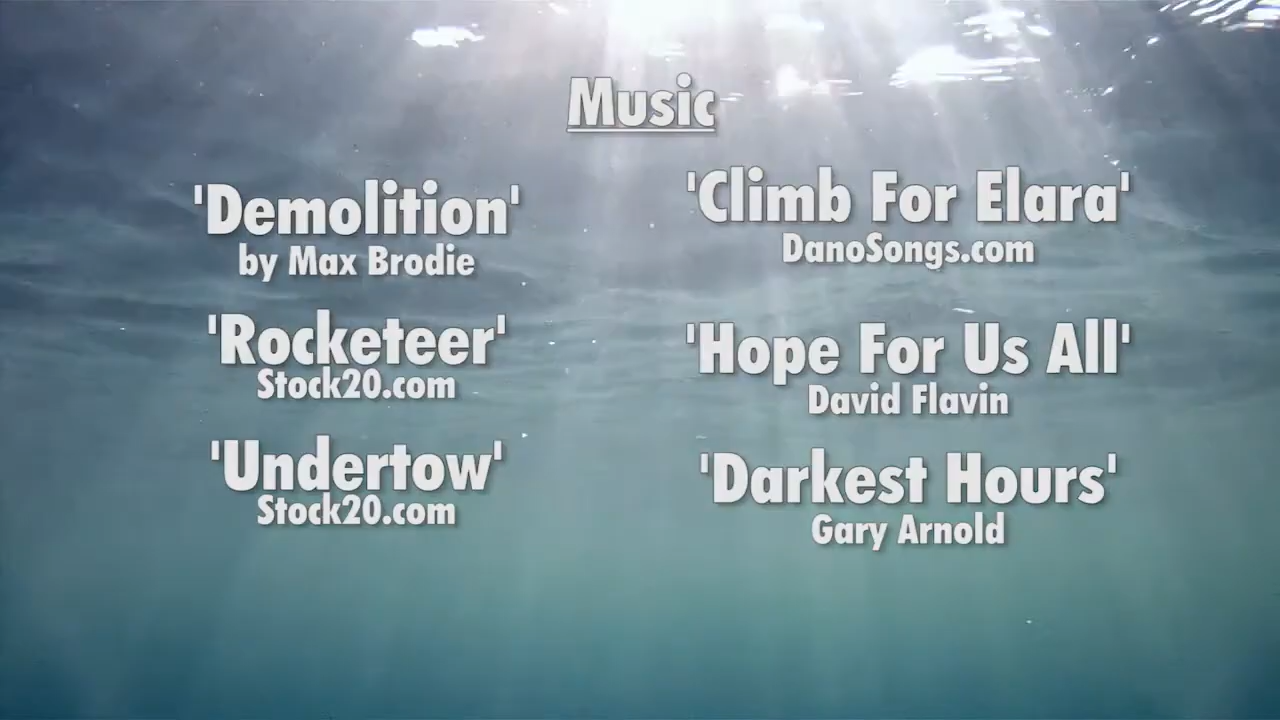 Music
'Demolition'
by Max Brodie
'Rocketeer'
Stock20.com
'Undertow'
Stock20.com
'Climb For Elara'
DanoSongs.com
'Hope For Us All'
David Flavin
'Darkest Hours'
Gary Arnold